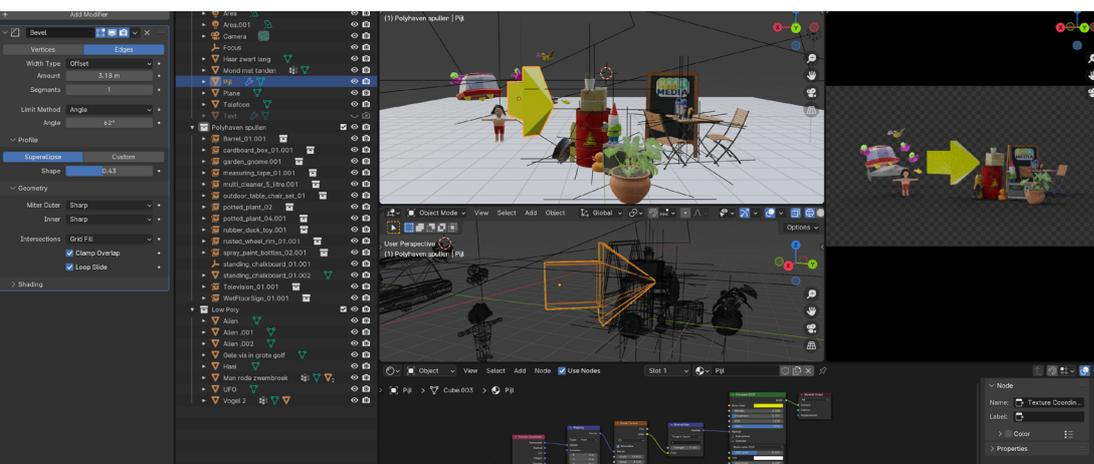 Add Modifier
Bevel
Vertices Edges
Width Type Offset
Amount 3.18 m
Segments 1
Limit Method Angle
Angle 62°
Profile
Superellipse Custom
Shape 0.43
Geometry
Miter Outer Sharp
Inner Sharp
Intersections Grid Fill
Clamp Overlap
Loop Slide
Shading
Area
Area.001
Camera
Focus
Haar zwart lang
Mond met tanden
Pijl
Plane
Telefoon
Text
Polyhaven spullen
Barrel_01.001
cardboard_box_01.001
garden_gnome.001
measuring_tape_01.001
multi_cleaner_5_litre.001
outdoor_table_chair_set_01
potted_plant_02
potted_plant_04.001
rubber_duck_toy.001
rusted_wheel_rim_01.001
spray_paint_bottles_02.001
standing_chalkboard_01.001
standing_chalkboard_01.002
Television_01.001
WetFloorSign_01.001
Low Poly
Alien
Alien .001
Alien .002
Gele vis in grote golf
Haai
Man rode zwembroek
UFO
Vogel 2
(1) Polyhaven spullen | Pijl
MEDIA
Object Mode View Select Add Object Global
Options
User Perspective
(1) Polyhaven spullen | Pijl
Object View Select Add Node Use Nodes Slot 1 Pijl
Pijl Cube.003 Pijl
Node
Name: Texture Coordin...
Label:
Color
Properties